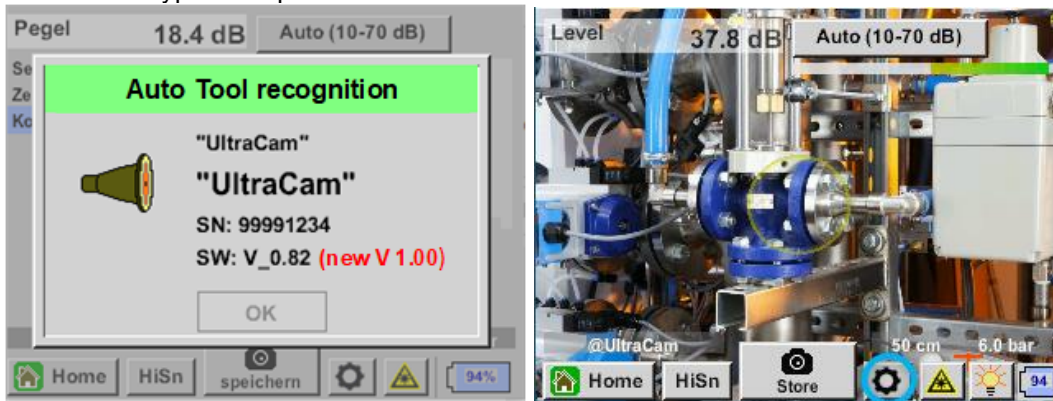 Pegel 18.4 dB Auto (10-70 dB)
Se
Ze
Ko
Auto Tool recognition
"UltraCam"
"UltraCam"
SN: 99991234
SW: V_0.82 (new V 1.00)
OK
Home HiSn speichern 94%
Level 37.8 dB Auto (10-70 dB)
@UltraCam 50 cm 6.0 bar
Home HiSn Store 94